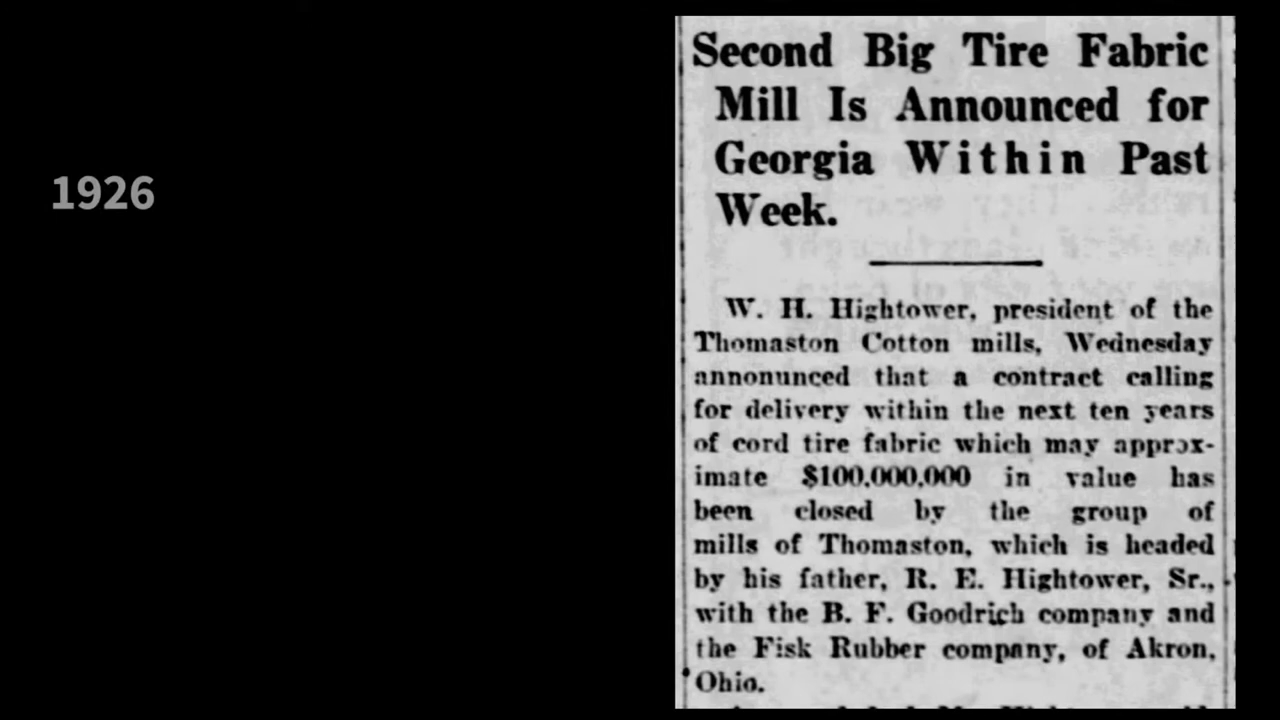 1926
Second Big Tire Fabric
Mill Is Announced for
Georgia Within Past
Week.
W. H. Hightower, president of the
Thomaston Cotton mills, Wednesday
annonunced that a contract calling
for delivery within the next ten years
of cord tire fabric which may approx-
imate $100,000,000 in value has
been closed by the group of
mills of Thomaston, which is headed
by his father, R. E. Hightower, Sr.,
with the B. F. Goodrich company and
the Fisk Rubber company, of Akron,
Ohio.